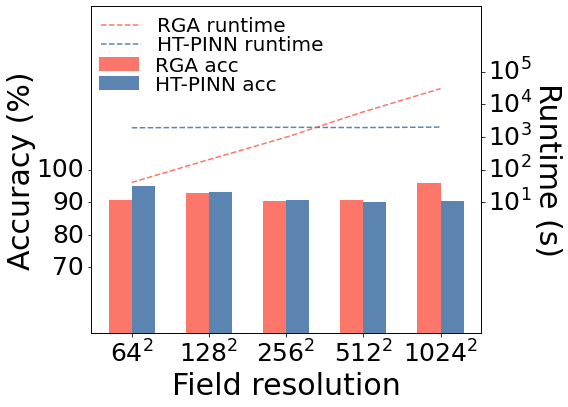 RGA runtime
HT-PINN runtime
RGA acc
HT-PINN acc
Accuracy (%)
100
90
80
70
10⁵
10⁴
10³
10²
10¹
Runtime (s)
64² 128² 256² 512² 1024²
Field resolution